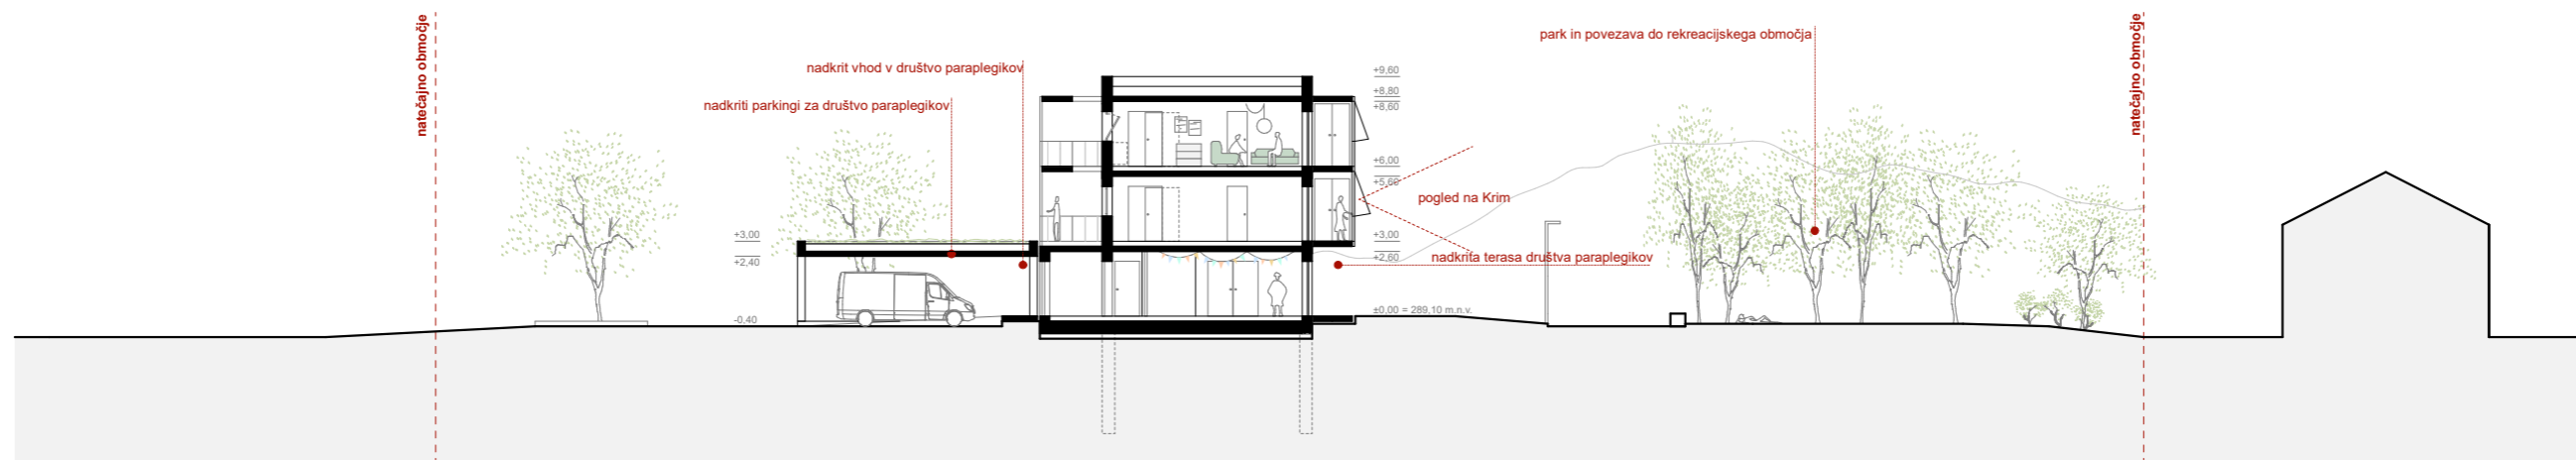 natečajno območje
nadkrit vhod v društvo paraplegikov
nadkriti parkingi za društvo paraplegikov
+3,00
+2,40
-0,40
+9,60
+8,80
+8,60
+6,00
+5,60
+3,00
+2,60
±0,00 = 289,10 m.n.v.
pogled na Krim
nadkrita terasa društva paraplegikov
park in povezava do rekreacijskega območja
natečajno območje